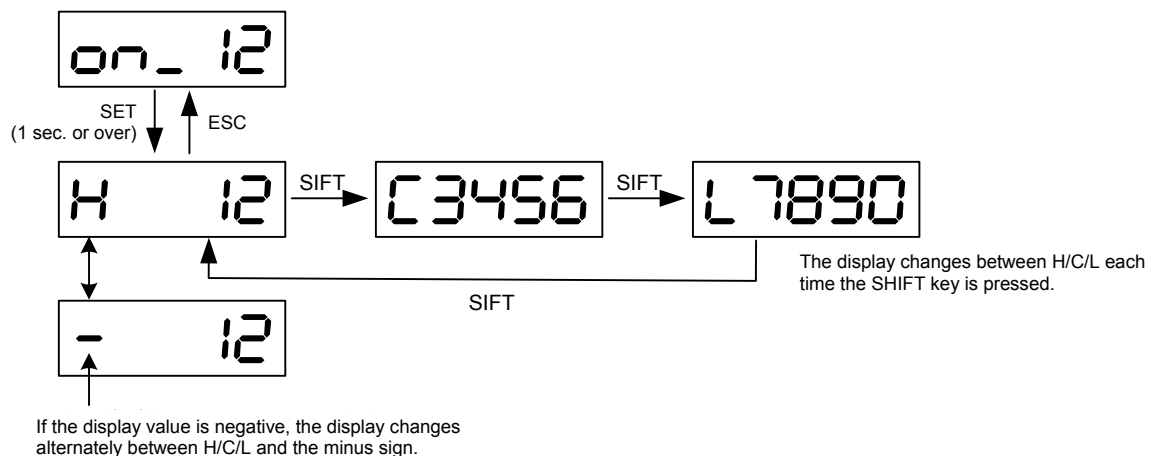 on_ 12
SET
(1 sec. or over)
ESC
H 12
SIFT
C3456
SIFT
L7890
The display changes between H/C/L each
time the SHIFT key is pressed.
SIFT
- 12
If the display value is negative, the display changes
alternately between H/C/L and the minus sign.